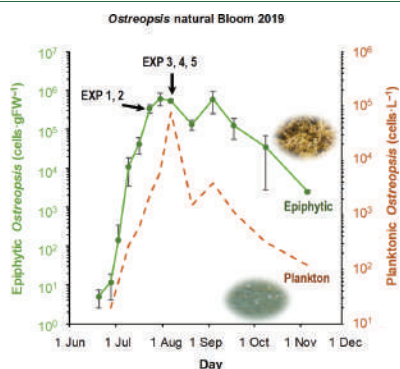 Ostreopsis natural Bloom 2019
EXP 3, 4, 5
EXP 1, 2
Epiphytic Ostreopsis (cells·gFW⁻¹)
10⁷
10⁶
10⁵
10⁴
10³
10²
10¹
10⁰
Epiphytic
Plankton
10⁶
10⁵
10⁴
10³
10²
10¹
Planktonic Ostreopsis (cells·L⁻¹)
1 Jun
1 Jul
1 Aug
1 Sep
1 Oct
1 Nov
1 Dec
Day